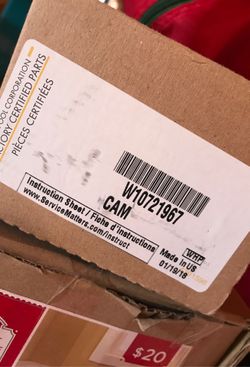 OOL CORPORATION
CTORY CERTIFIED PARTS
PIÈCES CERTIFIÉES
W10721967
CAM
Instruction Sheet / Fiche d'instructions
www.ServiceMatters.com/instruct
Made in US
01/19/18
$20